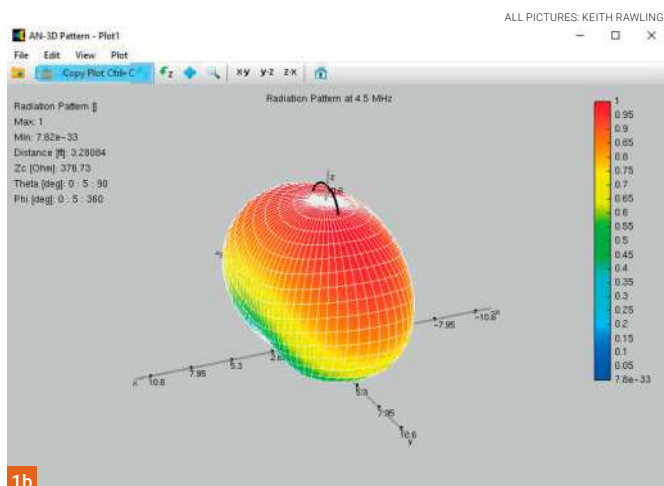 ALL PICTURES: KEITH RAWLING
AN-3D Pattern - Plot1
File Edit View Plot
Copy Plot Ctrl+C z x-y y-z z-x
Radiation Pattern at 4.5 MHz
Radiation Pattern []
Max: 1
Min: 7.82e-33
Distance [ft]: 3.28084
Zc [Ohm]: 376.73
Theta [deg]: 0 : 5 : 90
Phi [deg]: 0 : 5 : 360
1
0.95
0.9
0.85
0.8
0.75
0.7
0.65
0.6
0.55
0.5
0.45
0.4
0.35
0.3
0.25
0.2
0.15
0.1
0.05
7.8e-33
z
-7.95 -10.6 x
x 10.6 7.95 5.3
5.3
7.95
10.6
y
1b